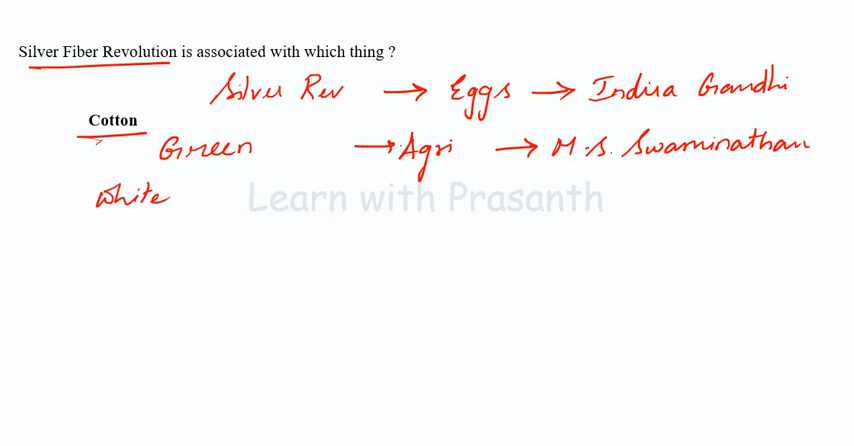 Silver Fiber Revolution is associated with which thing ?
Silver Rev → Eggs → Indira Gandhi
Cotton
Green → Agri → M.S. Swaminathan
White
Learn with Prasanth